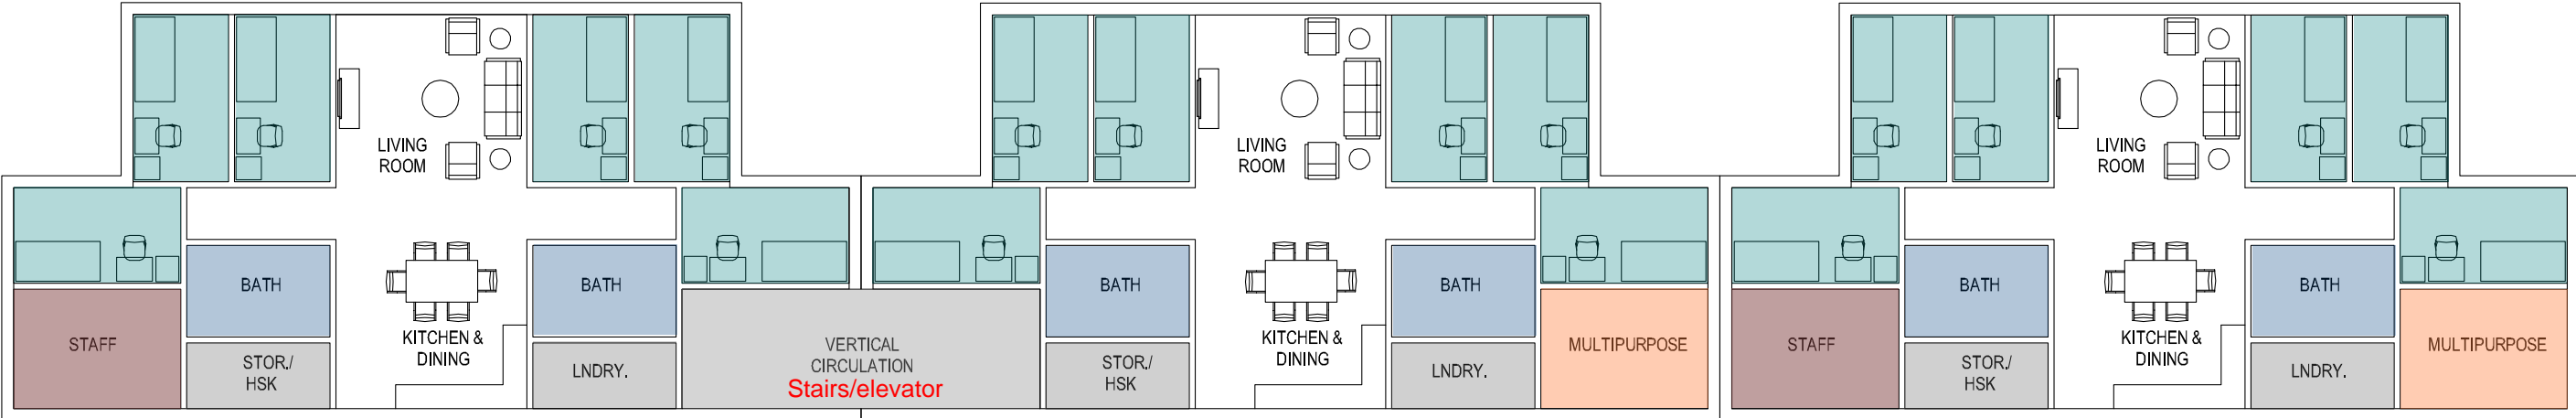 LIVING
ROOM
LIVING
ROOM
LIVING
ROOM
BATH
BATH
BATH
BATH
BATH
BATH
STAFF
KITCHEN &
DINING
VERTICAL
CIRCULATION
Stairs/elevator
KITCHEN &
DINING
MULTIPURPOSE
STAFF
KITCHEN &
DINING
MULTIPURPOSE
STOR./
HSK
LNDRY.
STOR./
HSK
LNDRY.
STOR./
HSK
LNDRY.